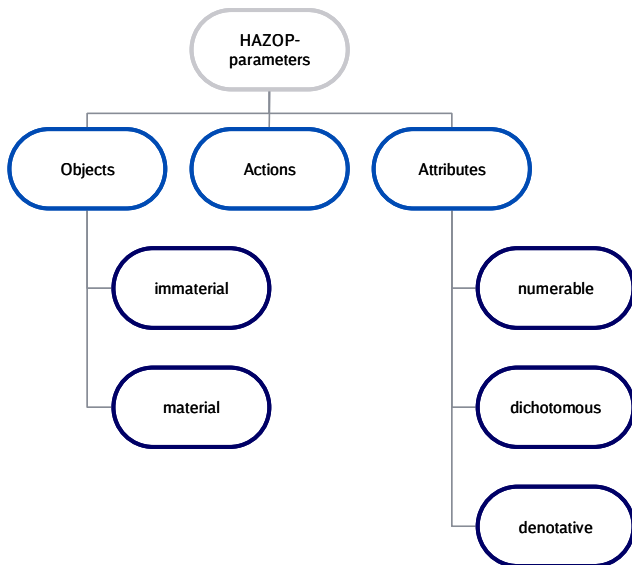 HAZOP-
parameters
Objects
Actions
Attributes
immaterial
numerable
material
dichotomous
denotative